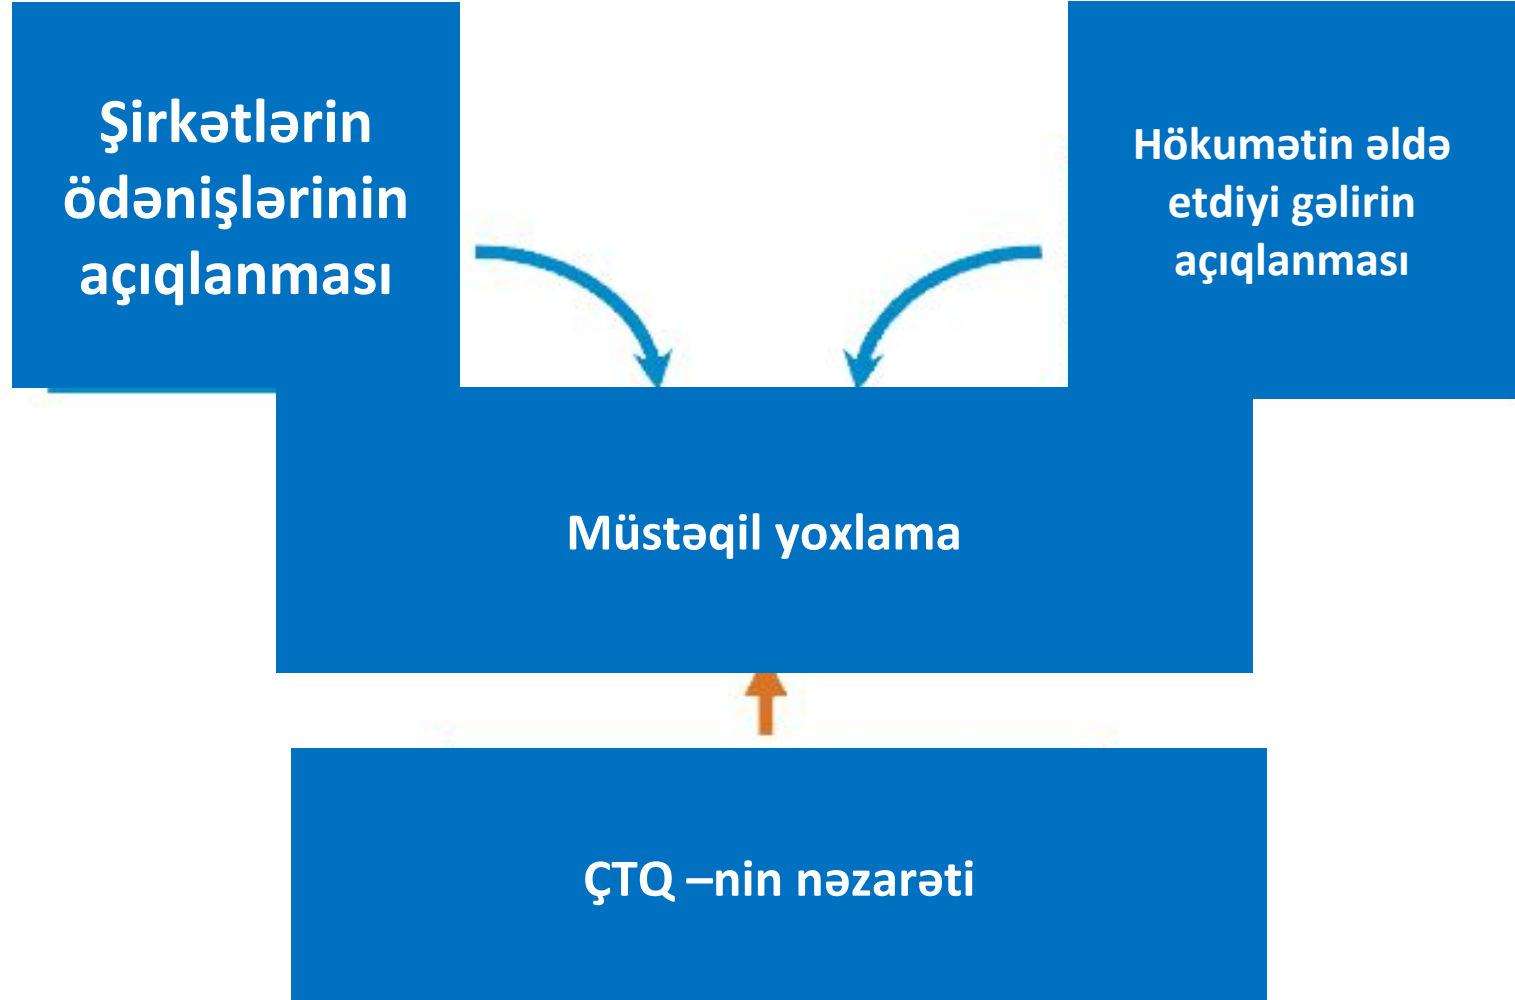 Şirkətlərin
ödənişlərinin
açıqlanması
Hökumətin əldə
etdiyi gəlirin
açıqlanması
Müstəqil yoxlama
ÇTQ –nin nəzarəti